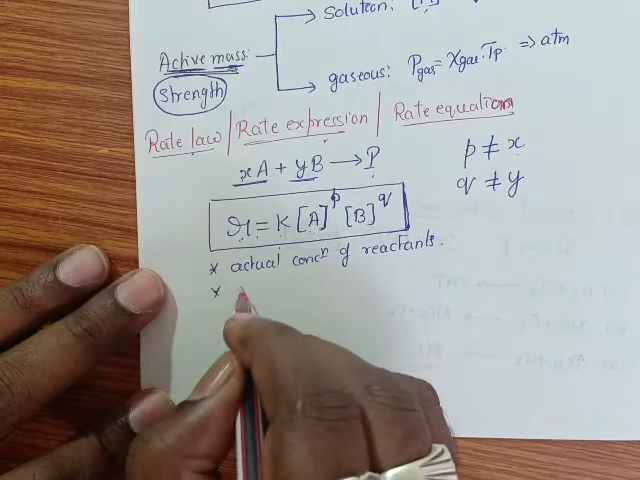 Solution:
Active mass:
gaseous: Pgas = Xgas. Tp. => atm
Strength
Rate law / Rate expression / Rate equation
xA + yB → P
p ≠ x
q ≠ y
r = K [A]^p [B]^q
* actual concn of reactants.
*